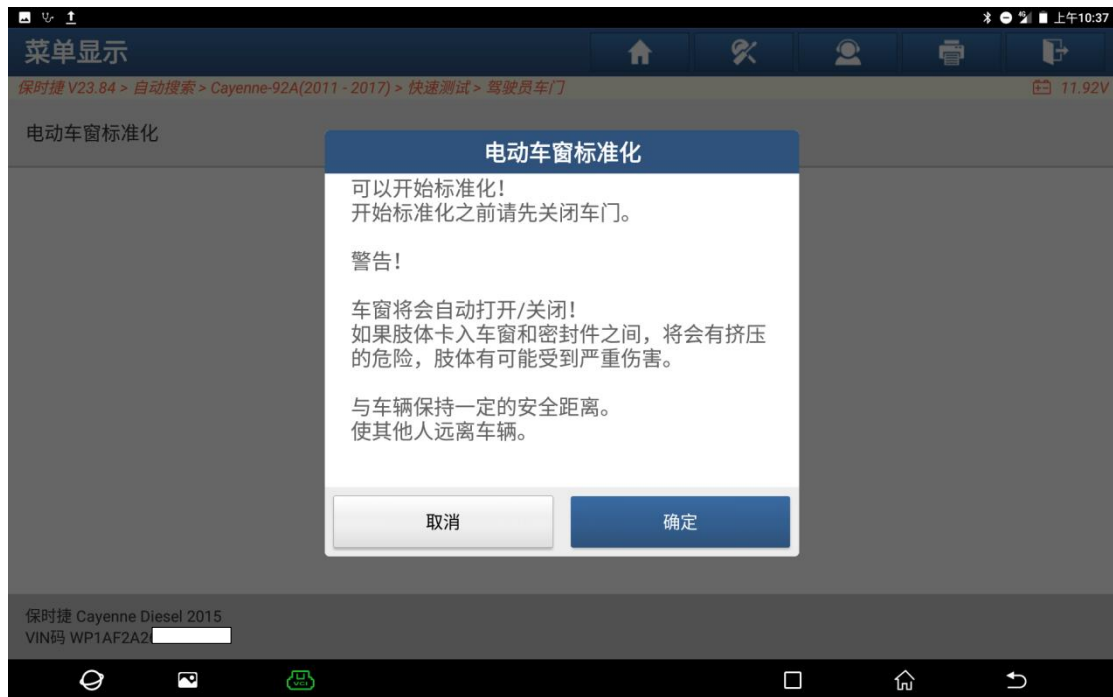 上午10:37
菜单显示
保时捷 V23.84 > 自动搜索 > Cayenne-92A(2011 - 2017) > 快速测试 > 驾驶员车门
11.92V
电动车窗标准化
电动车窗标准化
可以开始标准化!
开始标准化之前请先关闭车门。
警告!
车窗将会自动打开/关闭!
如果肢体卡入车窗和密封件之间，将会有挤压
的危险，肢体有可能受到严重伤害。
与车辆保持一定的安全距离。
使其他人远离车辆。
取消
确定
保时捷 Cayenne Diesel 2015
VIN码 WP1AF2A2
VCI